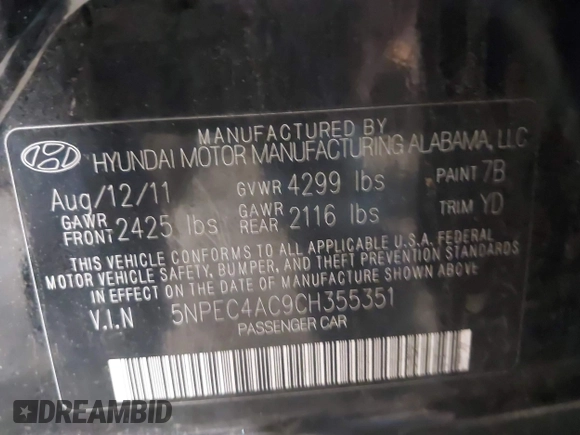 MANUFACTURED BY
HYUNDAI MOTOR MANUFACTURING ALABAMA, LLC
Aug/12/11 GVWR 4299 lbs PAINT 7B
GAWR FRONT 2425 lbs GAWR REAR 2116 lbs TRIM YD
THIS VEHICLE CONFORMS TO ALL APPLICABLE U.S.A. FEDERAL
MOTOR VEHICLE SAFETY, BUMPER, AND THEFT PREVENTION STANDARDS
IN EFFECT ON THE DATE OF MANUFACTURE SHOWN ABOVE.
V.I.N 5NPEC4AC9CH355351
PASSENGER CAR
DREAMBID